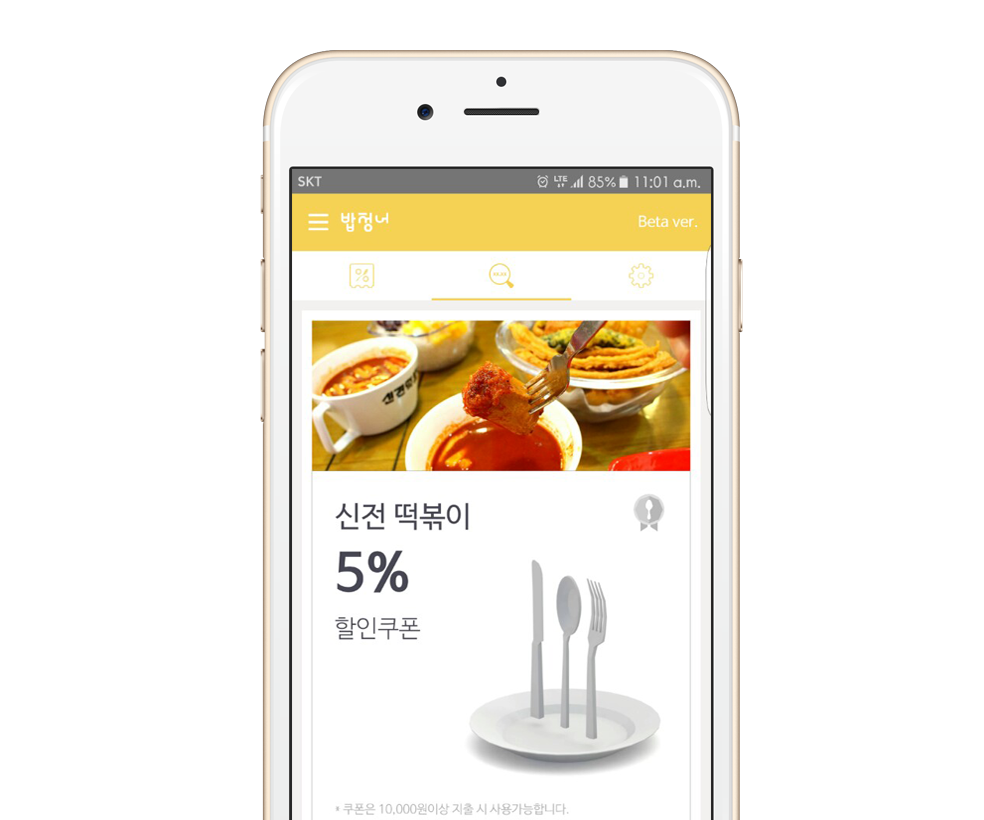 SKT LTE 85% 11:01 a.m.
밥정너 Beta ver.
신전 떡볶이
5%
할인쿠폰
* 쿠폰은 10,000원이상 지출 시 사용가능합니다.